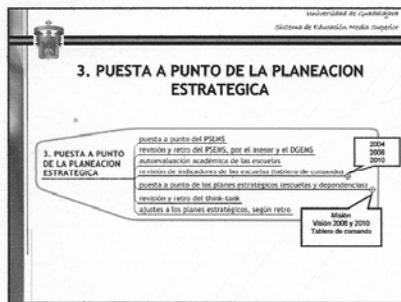 Universidad de Guadalajara
Sistema de Educación Media Superior
3. PUESTA A PUNTO DE LA PLANEACION
ESTRATEGICA
3. PUESTA A PUNTO
DE LA PLANEACION
ESTRATEGICA
puesta a punto del PSEMS
revisión y retro del PSEMS, por el asesor y el DGEMS
autoevaluación académica de las escuelas
revisión de indicadores de las escuelas (tablero de comando)
puesta a punto de los planes estratégicos (escuelas y dependencias)
revisión y retro del think-tank
ajustes a los planes estratégicos, según retro
2004
2006
2010
Misión
Visión 2006 y 2010
Tablero de comando